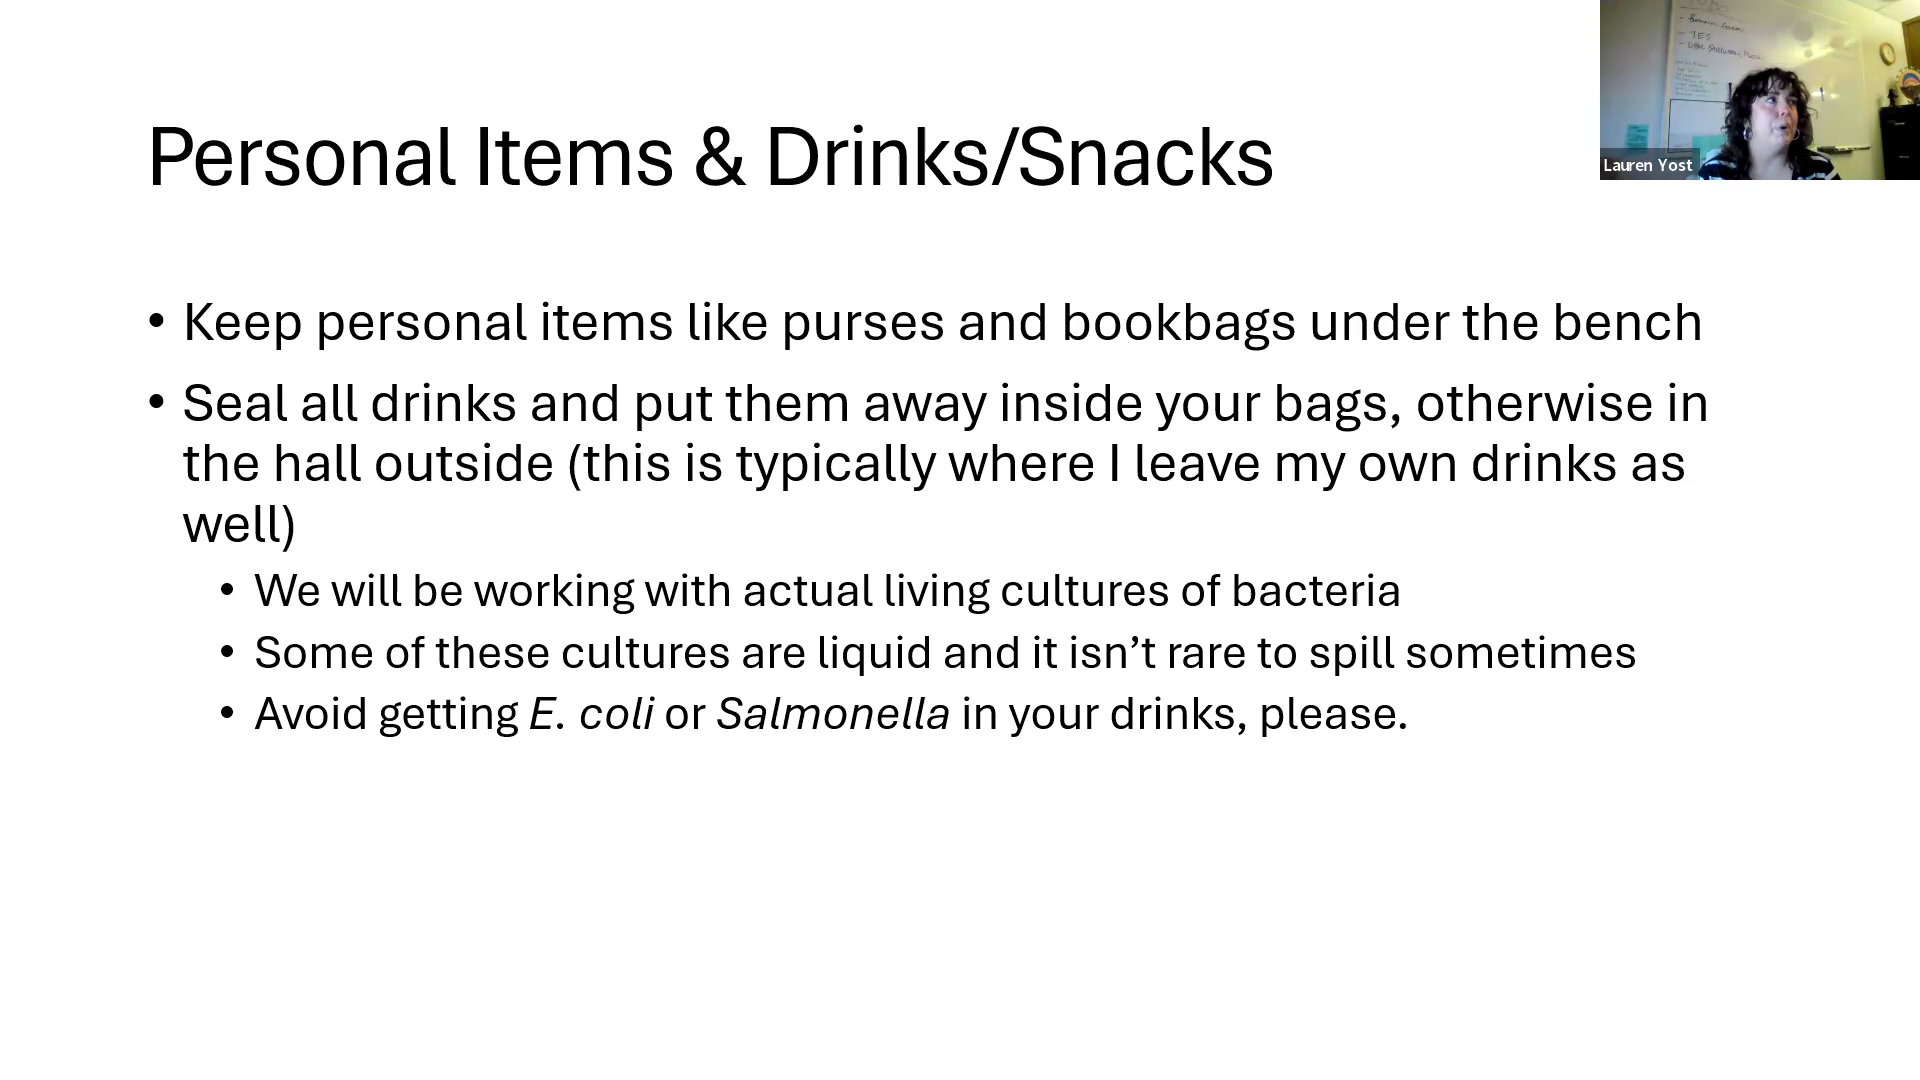 Personal Items & Drinks/Snacks
• Keep personal items like purses and bookbags under the bench
• Seal all drinks and put them away inside your bags, otherwise in
the hall outside (this is typically where I leave my own drinks as
well)
• We will be working with actual living cultures of bacteria
• Some of these cultures are liquid and it isn’t rare to spill sometimes
• Avoid getting E. coli or Salmonella in your drinks, please.
- TES
Lauren Yost